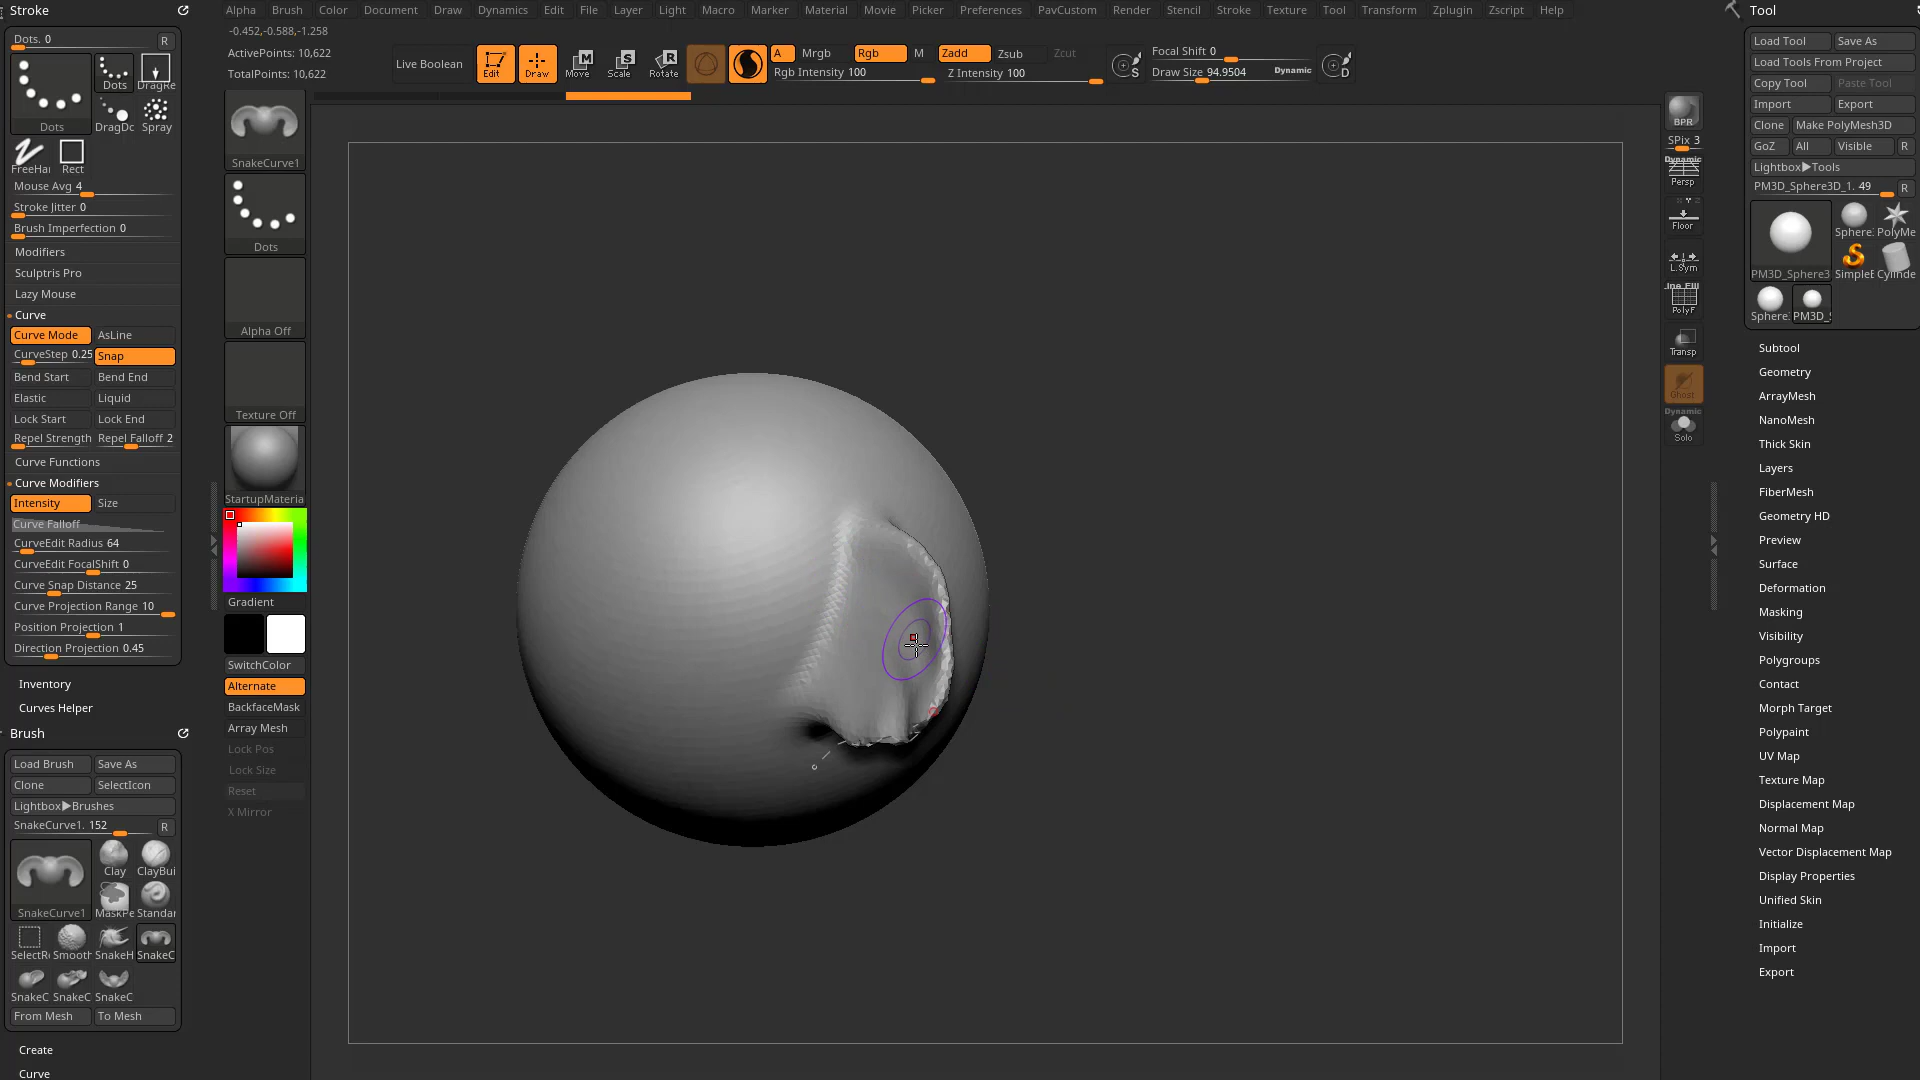 Stroke
Alpha Brush Color Document Draw Dynamics Edit File Layer Light Macro Marker Material Movie Picker Preferences PavCustom Render Stencil Stroke Texture Tool Transform Zplugin Zscript Help
Tool
-0.452,-0.588,-1.258
ActivePoints: 10,622
TotalPoints: 10,622
Live Boolean
Edit
Draw
Move
Scale
Rotate
A Mrgb Rgb M Zadd Zsub Zcut
Rgb Intensity 100 Z Intensity 100
S
Focal Shift 0
Draw Size 94.9504 Dynamic
D
Dots. 0 R
Dots
Dots DragRe
DragDo Spray
FreeHa Rect
Mouse Avg 4
Stroke Jitter 0
Brush Imperfection 0
Modifiers
Sculptris Pro
Lazy Mouse
Curve
Curve Mode AsLine
CurveStep 0.25 Snap
Bend Start Bend End
Elastic Liquid
Lock Start Lock End
Repel Strength Repel Falloff 2
Curve Functions
Curve Modifiers
Intensity Size
Curve Falloff
CurveEdit Radius 64
CurveEdit FocalShift 0
Curve Snap Distance 25
Curve Projection Range 10
Position Projection 1
Direction Projection 0.45
Inventory
Curves Helper
Brush
Load Brush Save As
Clone SelectIcon
Lightbox▶Brushes
SnakeCurve1. 152 R
SnakeCurve1
Clay ClayBui
MaskPe Standar
SelectRe Smooth SnakeH SnakeC
SnakeC SnakeC SnakeC
From Mesh To Mesh
Create
Curve
SnakeCurve1
Dots
Alpha Off
Texture Off
StartupMateria
Gradient
SwitchColor
Alternate
BackfaceMask
Array Mesh
Lock Pos
Lock Size
Reset
X Mirror
BPR
SPix 3
Dynamic
Persp
Floor
L.Sym
Line Fill
PolyF
Transp
Ghost
Dynamic
Solo
Load Tool Save As
Load Tools From Project
Copy Tool Paste Tool
Import Export
Clone Make PolyMesh3D
GoZ All Visible R
Lightbox▶Tools
PM3D_Sphere3D_1. 49 R
PM3D_Sphere3
Sphere: PolyMe
SimpleB Cylinde
Sphere: PM3D_S
Subtool
Geometry
ArrayMesh
NanoMesh
Thick Skin
Layers
FiberMesh
Geometry HD
Preview
Surface
Deformation
Masking
Visibility
Polygroups
Contact
Morph Target
Polypaint
UV Map
Texture Map
Displacement Map
Normal Map
Vector Displacement Map
Display Properties
Unified Skin
Initialize
Import
Export